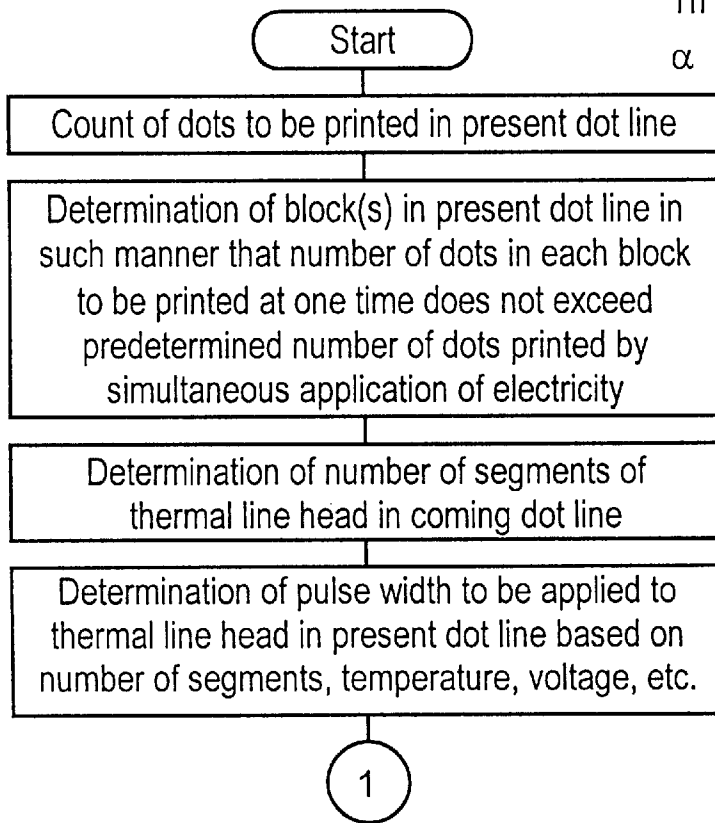 Start
α
Count of dots to be printed in present dot line
Determination of block(s) in present dot line in
such manner that number of dots in each block
to be printed at one time does not exceed
predetermined number of dots printed by
simultaneous application of electricity
Determination of number of segments of
thermal line head in coming dot line
Determination of pulse width to be applied to
thermal line head in present dot line based on
number of segments, temperature, voltage, etc.
1